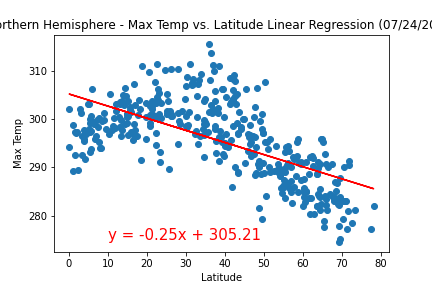 orthern Hemisphere - Max Temp vs. Latitude Linear Regression (07/24/20
310
300
290
280
Max Temp
y = -0.25x + 305.21
0 10 20 30 40 50 60 70 80
Latitude